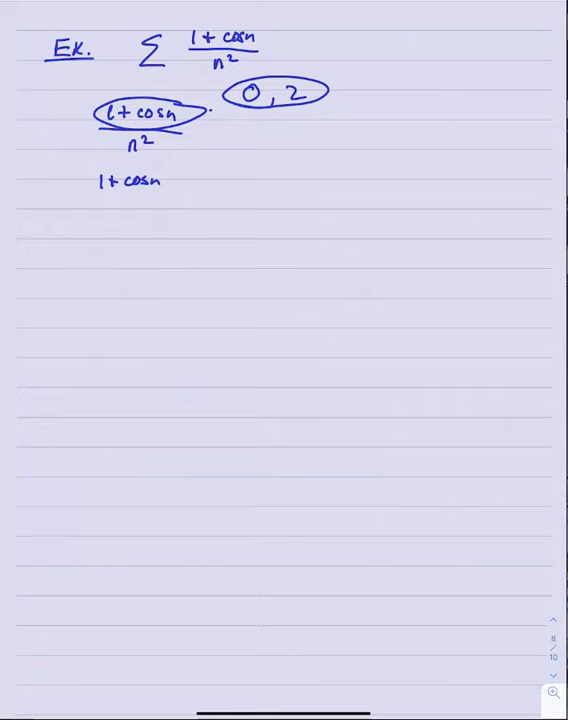 Ex. ∑ (1 + cosn)/n²
(1 + cosn)/n² 0, 2
1 + cosn
8
/
10